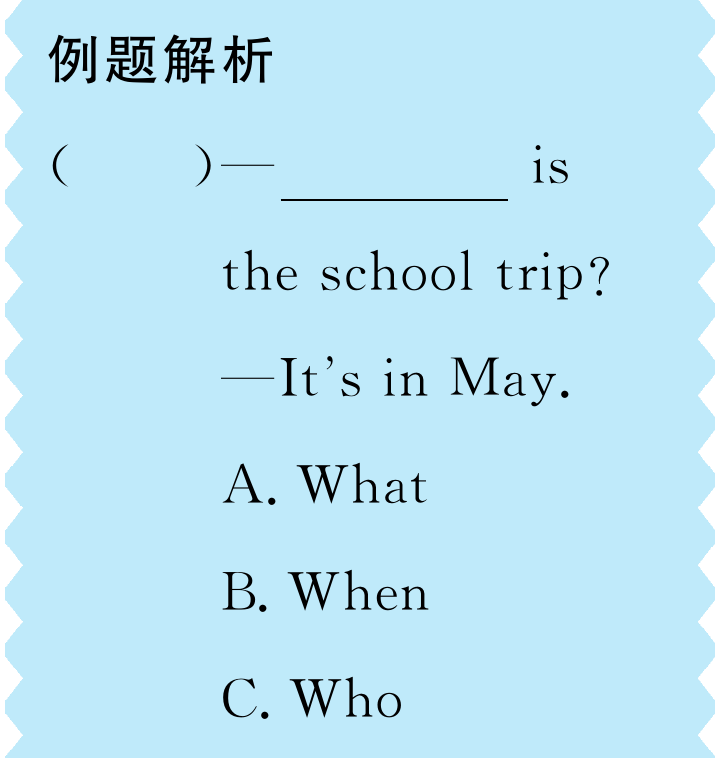 例题解析
(　　)—________ is
the school trip?
—It's in May.
A. What
B. When
C. Who